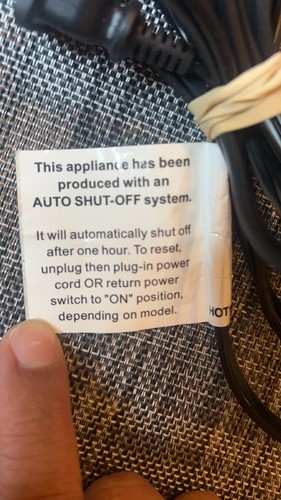 This appliance has been
produced with an
AUTO SHUT-OFF system.
It will automatically shut off
after one hour. To reset,
unplug then plug-in power
cord OR return power
switch to "ON" position,
depending on model.
HOT